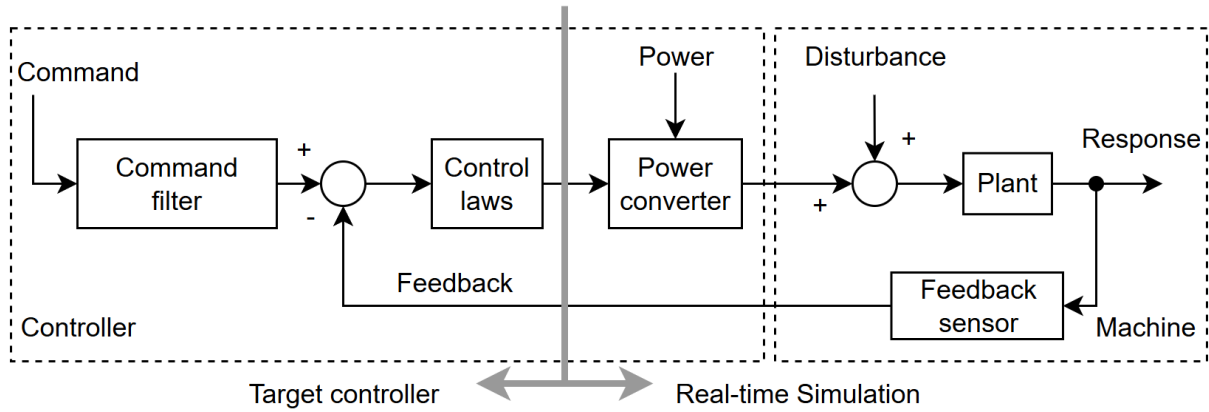 Command
Power
Disturbance
Command
filter
+
-
Control
laws
Power
converter
+
+
Plant
Response
Feedback
Feedback
sensor
Controller
Machine
Target controller
Real-time Simulation